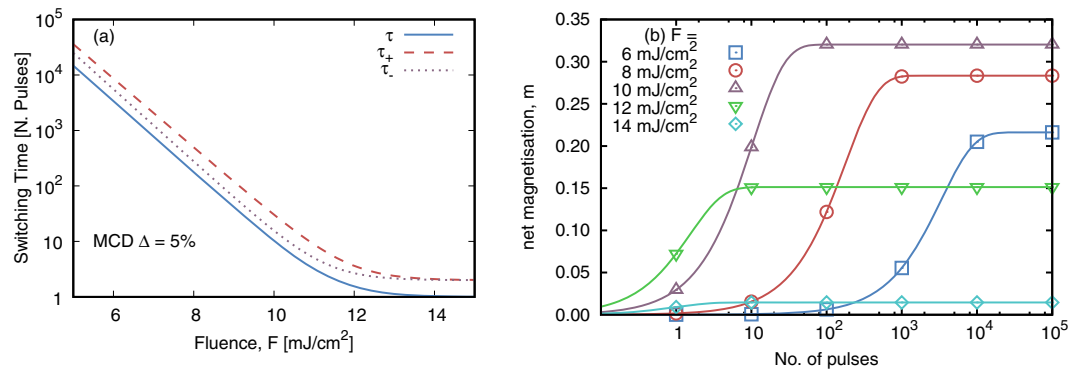 (a)
τ
τ+
τ-
MCD Δ = 5%
Switching Time [N. Pulses]
10^5
10^4
10^3
10^2
10
1
6 8 10 12 14
Fluence, F [mJ/cm^2]
(b) F =
6 mJ/cm^2
8 mJ/cm^2
10 mJ/cm^2
12 mJ/cm^2
14 mJ/cm^2
net magnetisation, m
0.35
0.30
0.25
0.20
0.15
0.10
0.05
0.00
1 10 10^2 10^3 10^4 10^5
No. of pulses